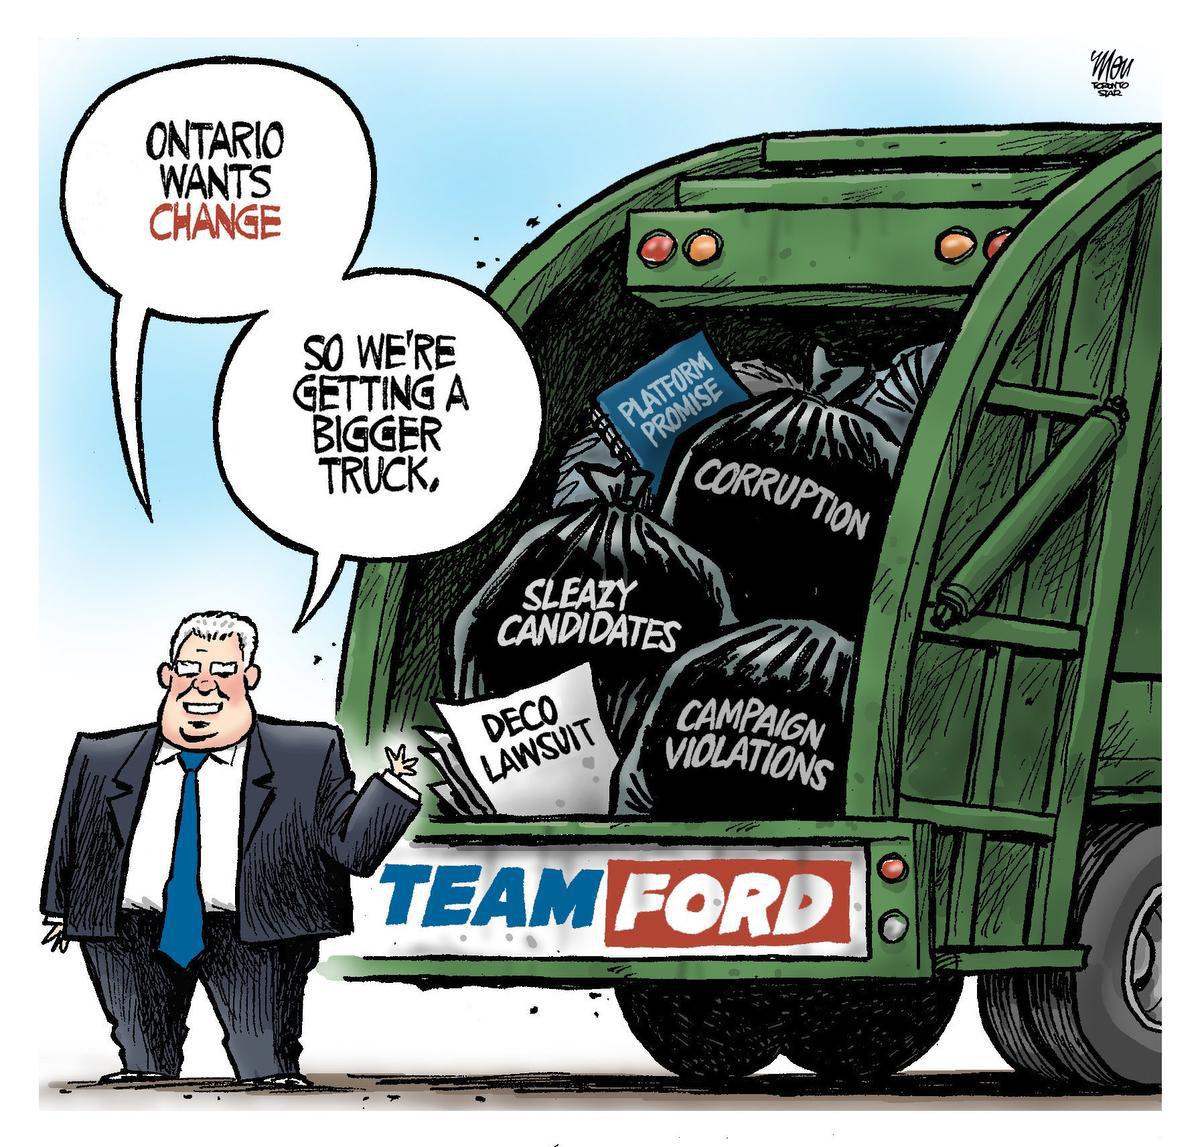 Mou
TORONTO
STAR
ONTARIO
WANTS
CHANGE
SO WE'RE
GETTING A
BIGGER
TRUCK.
PLATFORM
PROMISE
CORRUPTION
SLEAZY
CANDIDATES
DECO
LAWSUIT
CAMPAIGN
VIOLATIONS
TEAM FORD